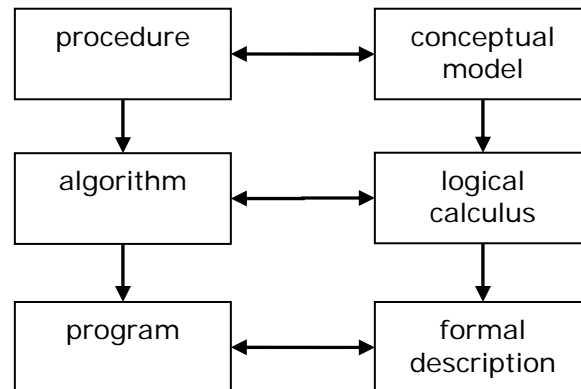 procedure
conceptual
model
algorithm
logical
calculus
program
formal
description